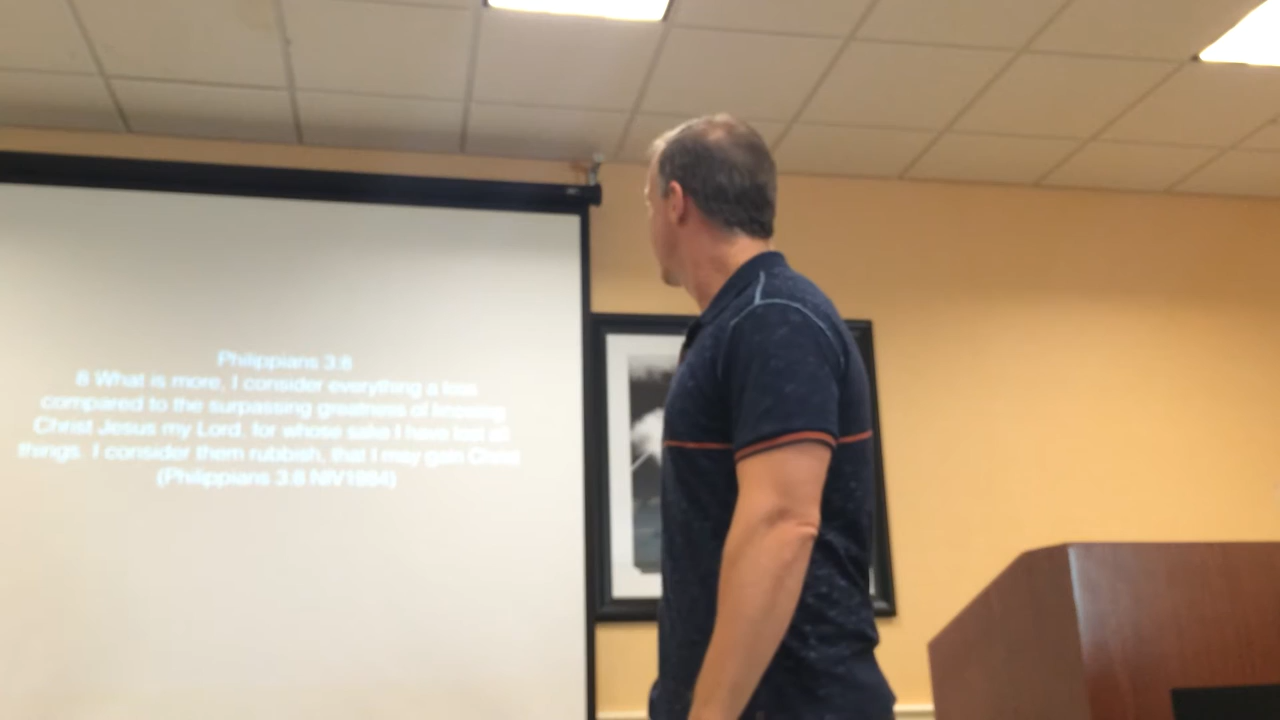 Philippians 3:8
8 What is more, I consider everything a loss
compared to the surpassing greatness of knowing
Christ Jesus my Lord, for whose sake I have lost all
things. I consider them rubbish, that I may gain Christ
(Philippians 3:8 NIV1984)